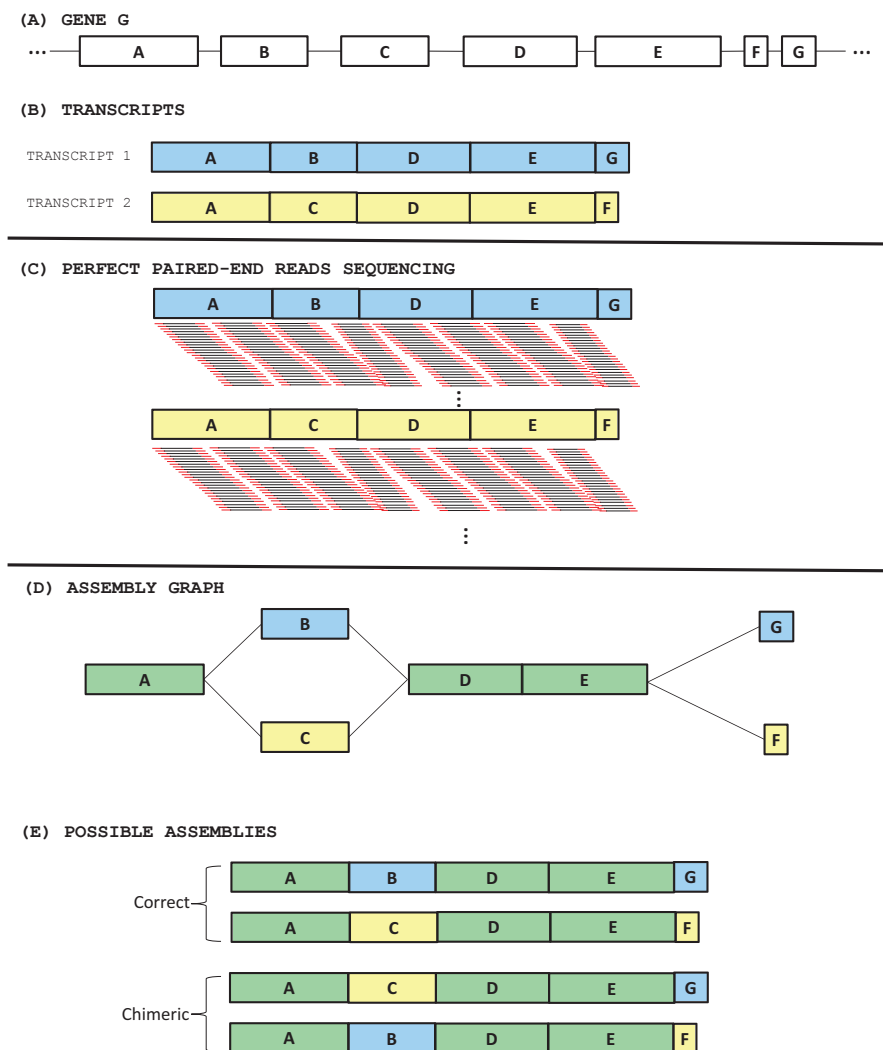 (A) GENE G
... A B C D E F G ...
(B) TRANSCRIPTS
TRANSCRIPT 1 A B D E G
TRANSCRIPT 2 A C D E F
(C) PERFECT PAIRED-END READS SEQUENCING
A B D E G
...
A C D E F
...
(D) ASSEMBLY GRAPH
B G
A D E
C F
(E) POSSIBLE ASSEMBLIES
A B D E G
Correct
A C D E F
A C D E G
Chimeric
A B D E F